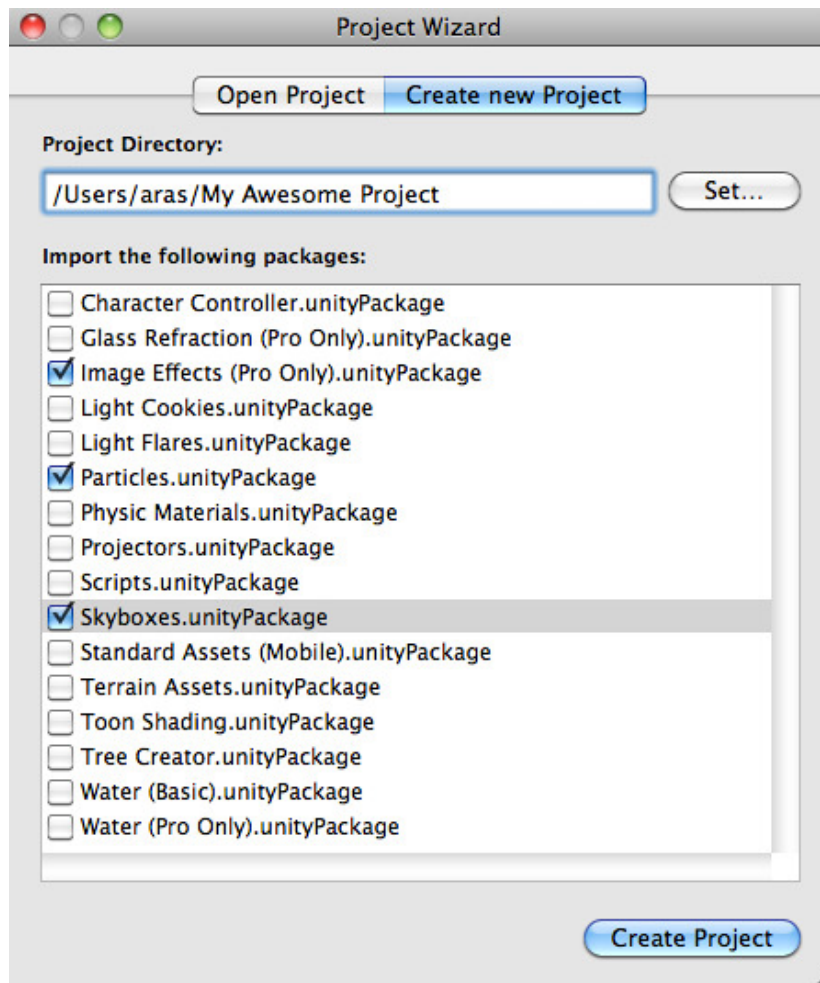 Project Wizard
Open Project Create new Project
Project Directory:
/Users/aras/My Awesome Project Set...
Import the following packages:
Character Controller.unityPackage
Glass Refraction (Pro Only).unityPackage
Image Effects (Pro Only).unityPackage
Light Cookies.unityPackage
Light Flares.unityPackage
Particles.unityPackage
Physic Materials.unityPackage
Projectors.unityPackage
Scripts.unityPackage
Skyboxes.unityPackage
Standard Assets (Mobile).unityPackage
Terrain Assets.unityPackage
Toon Shading.unityPackage
Tree Creator.unityPackage
Water (Basic).unityPackage
Water (Pro Only).unityPackage
Create Project